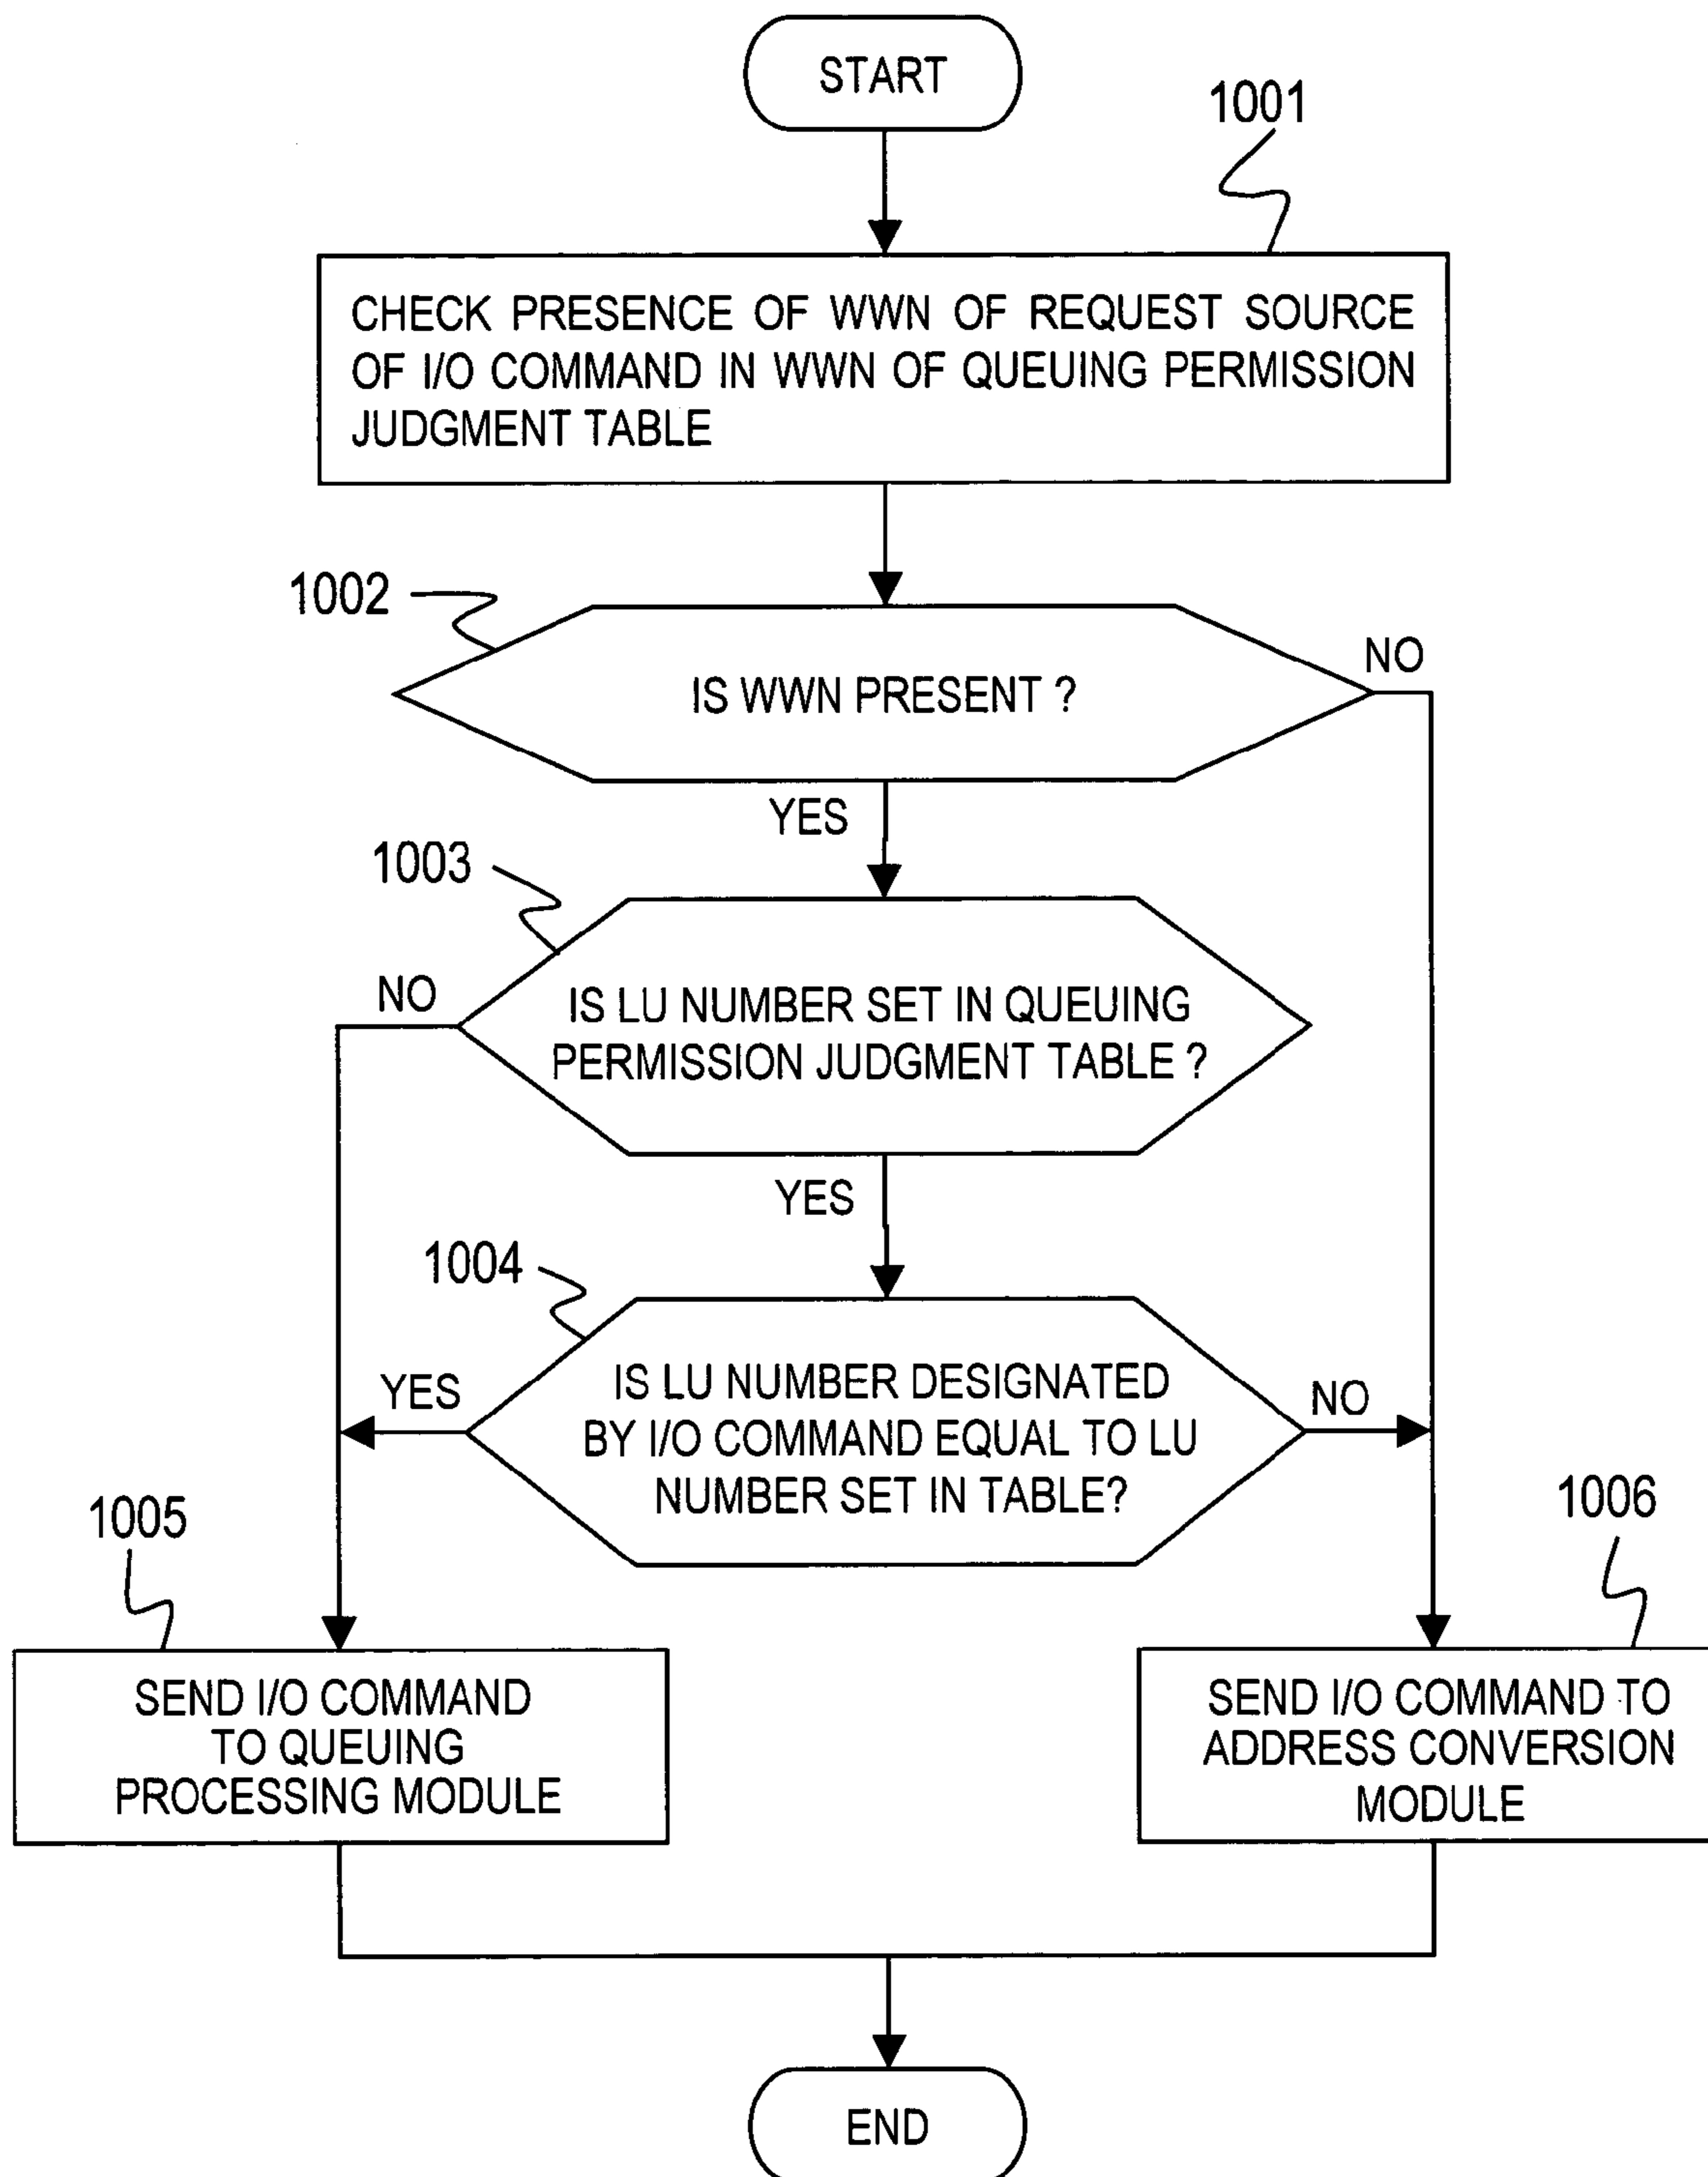 START
1001
CHECK PRESENCE OF WWN OF REQUEST SOURCE
OF I/O COMMAND IN WWN OF QUEUING PERMISSION
JUDGMENT TABLE
1002
IS WWN PRESENT ?
NO
YES
1003
NO
IS LU NUMBER SET IN QUEUING
PERMISSION JUDGMENT TABLE ?
YES
1004
YES
IS LU NUMBER DESIGNATED
BY I/O COMMAND EQUAL TO LU
NUMBER SET IN TABLE?
NO
1005
SEND I/O COMMAND
TO QUEUING
PROCESSING MODULE
1006
SEND I/O COMMAND TO
ADDRESS CONVERSION
MODULE
END